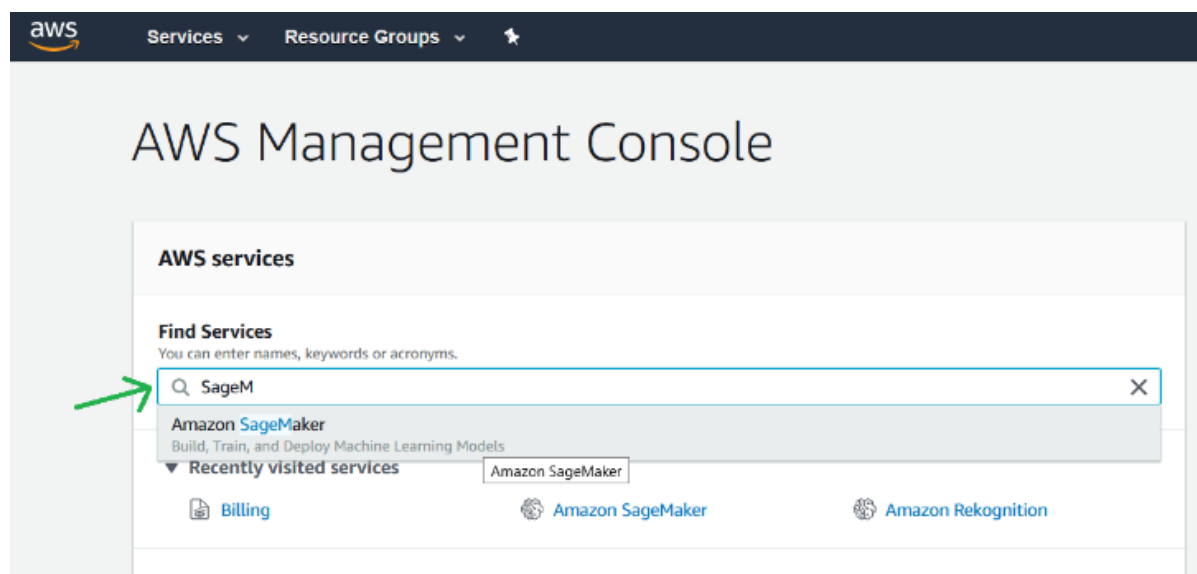 aws Services Resource Groups
AWS Management Console
AWS services
Find Services
You can enter names, keywords or acronyms.
SageM
Amazon SageMaker
Build, Train, and Deploy Machine Learning Models
Recently visited services
Amazon SageMaker
Billing Amazon SageMaker Amazon Rekognition